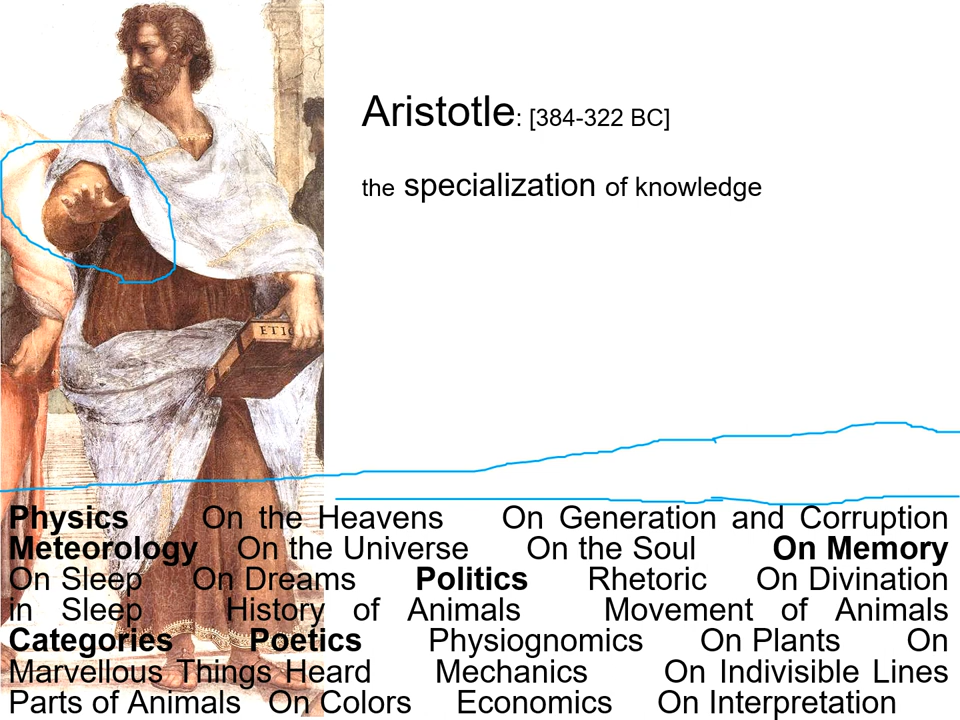 Aristotle: [384-322 BC]
the specialization of knowledge
ETIC
Physics On the Heavens On Generation and Corruption
Meteorology On the Universe On the Soul On Memory
On Sleep On Dreams Politics Rhetoric On Divination
in Sleep History of Animals Movement of Animals
Categories Poetics Physiognomics On Plants On
Marvellous Things Heard Mechanics On Indivisible Lines
Parts of Animals On Colors Economics On Interpretation